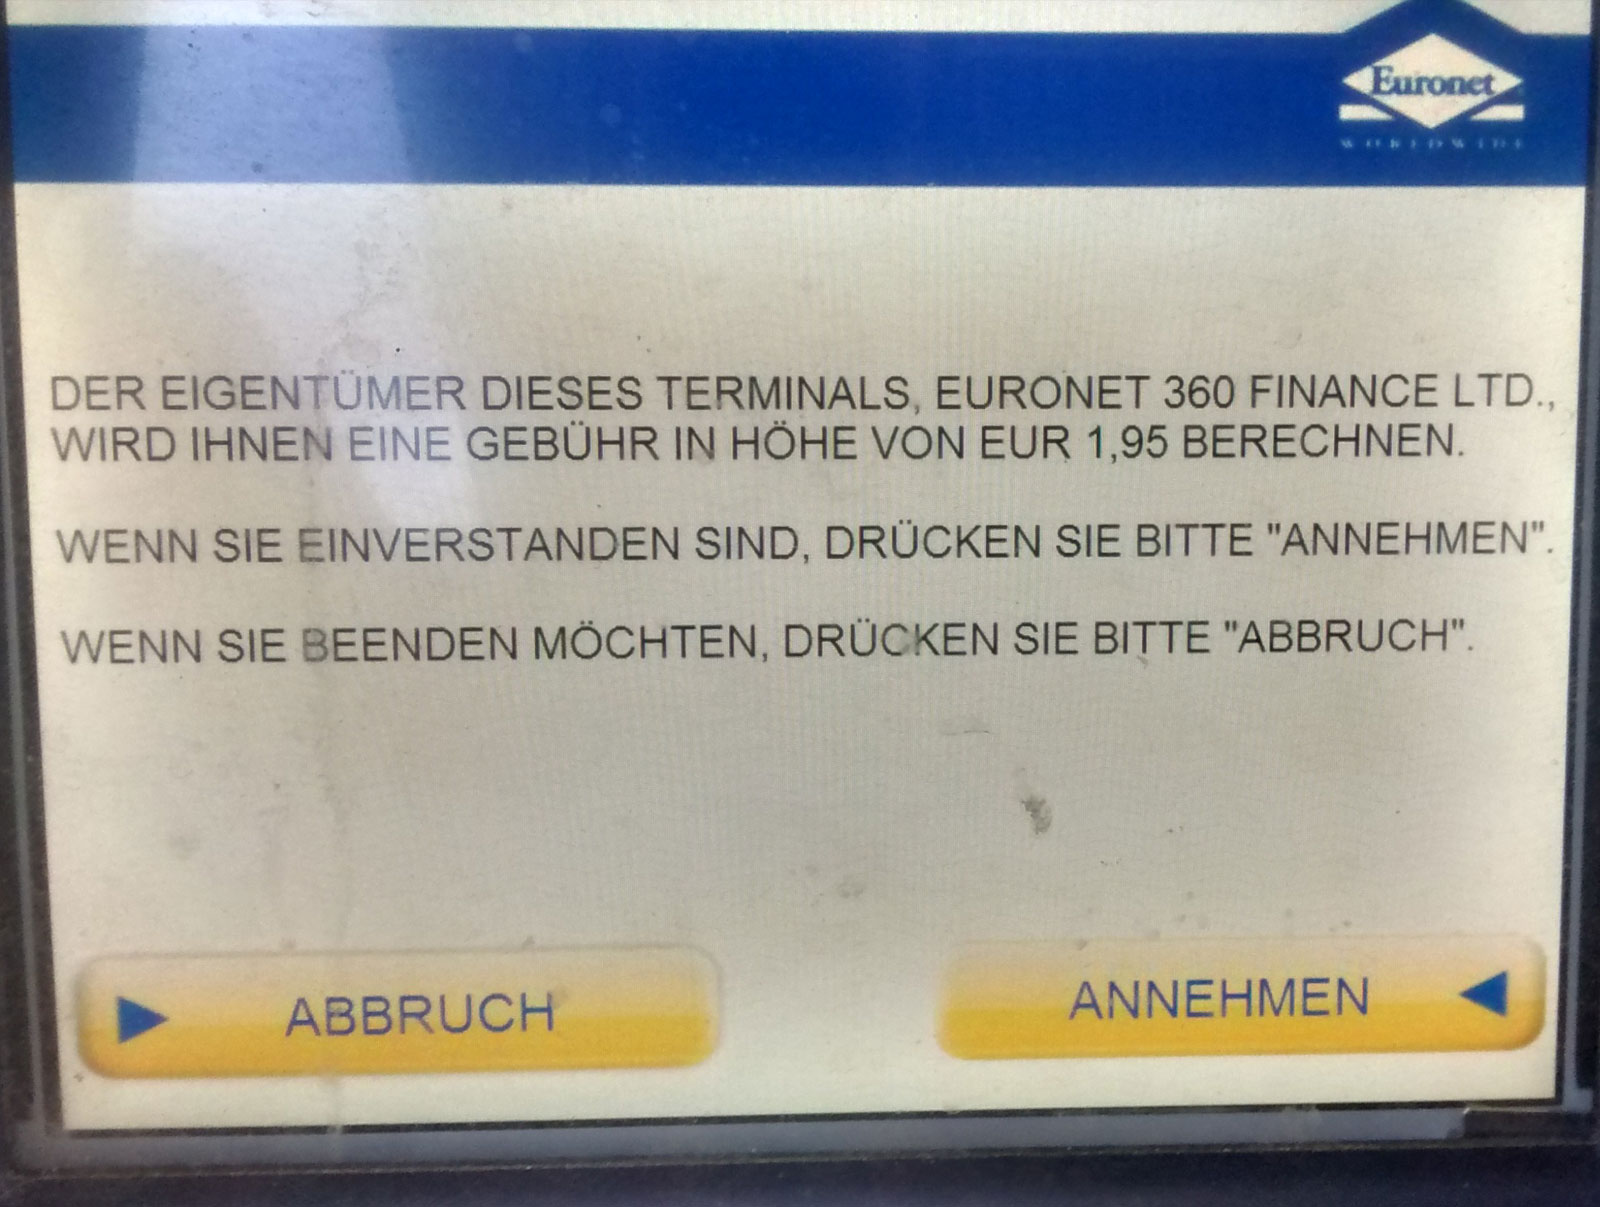 Euronet
WORLDWIDE
DER EIGENTÜMER DIESES TERMINALS, EURONET 360 FINANCE LTD.,
WIRD IHNEN EINE GEBÜHR IN HÖHE VON EUR 1,95 BERECHNEN.
WENN SIE EINVERSTANDEN SIND, DRÜCKEN SIE BITTE "ANNEHMEN".
WENN SIE BEENDEN MÖCHTEN, DRÜCKEN SIE BITTE "ABBRUCH".
ABBRUCH
ANNEHMEN